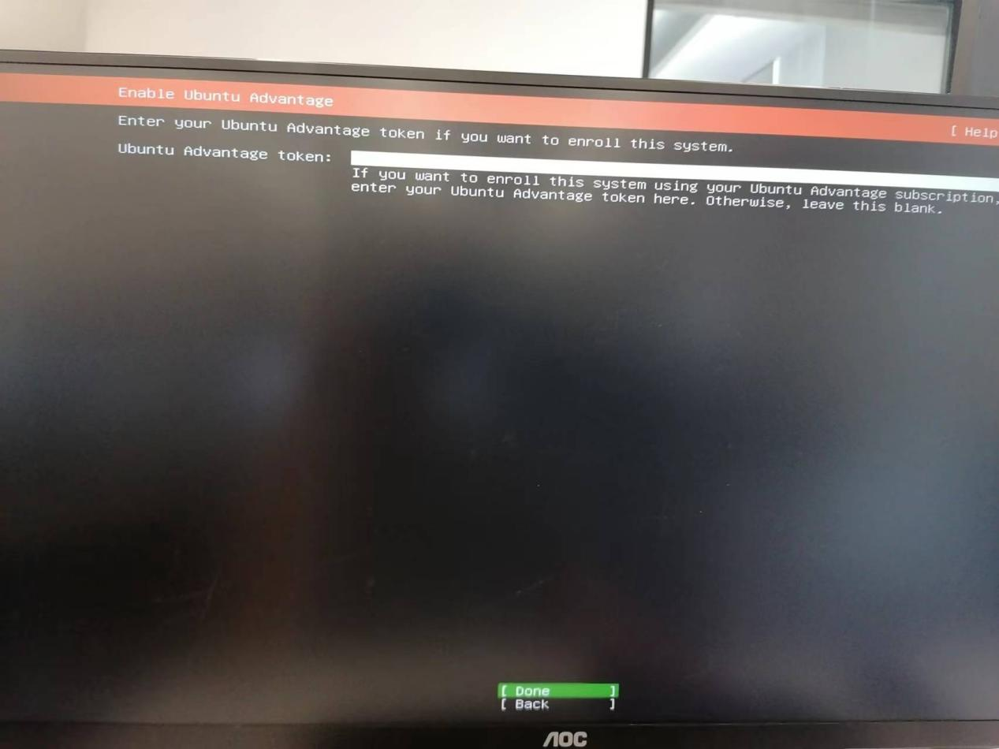 Enable Ubuntu Advantage
[ Help
Enter your Ubuntu Advantage token if you want to enroll this system.
Ubuntu Advantage token:
If you want to enroll this system using your Ubuntu Advantage subscription,
enter your Ubuntu Advantage token here. Otherwise, leave this blank.
[ Done ]
[ Back ]
AOC